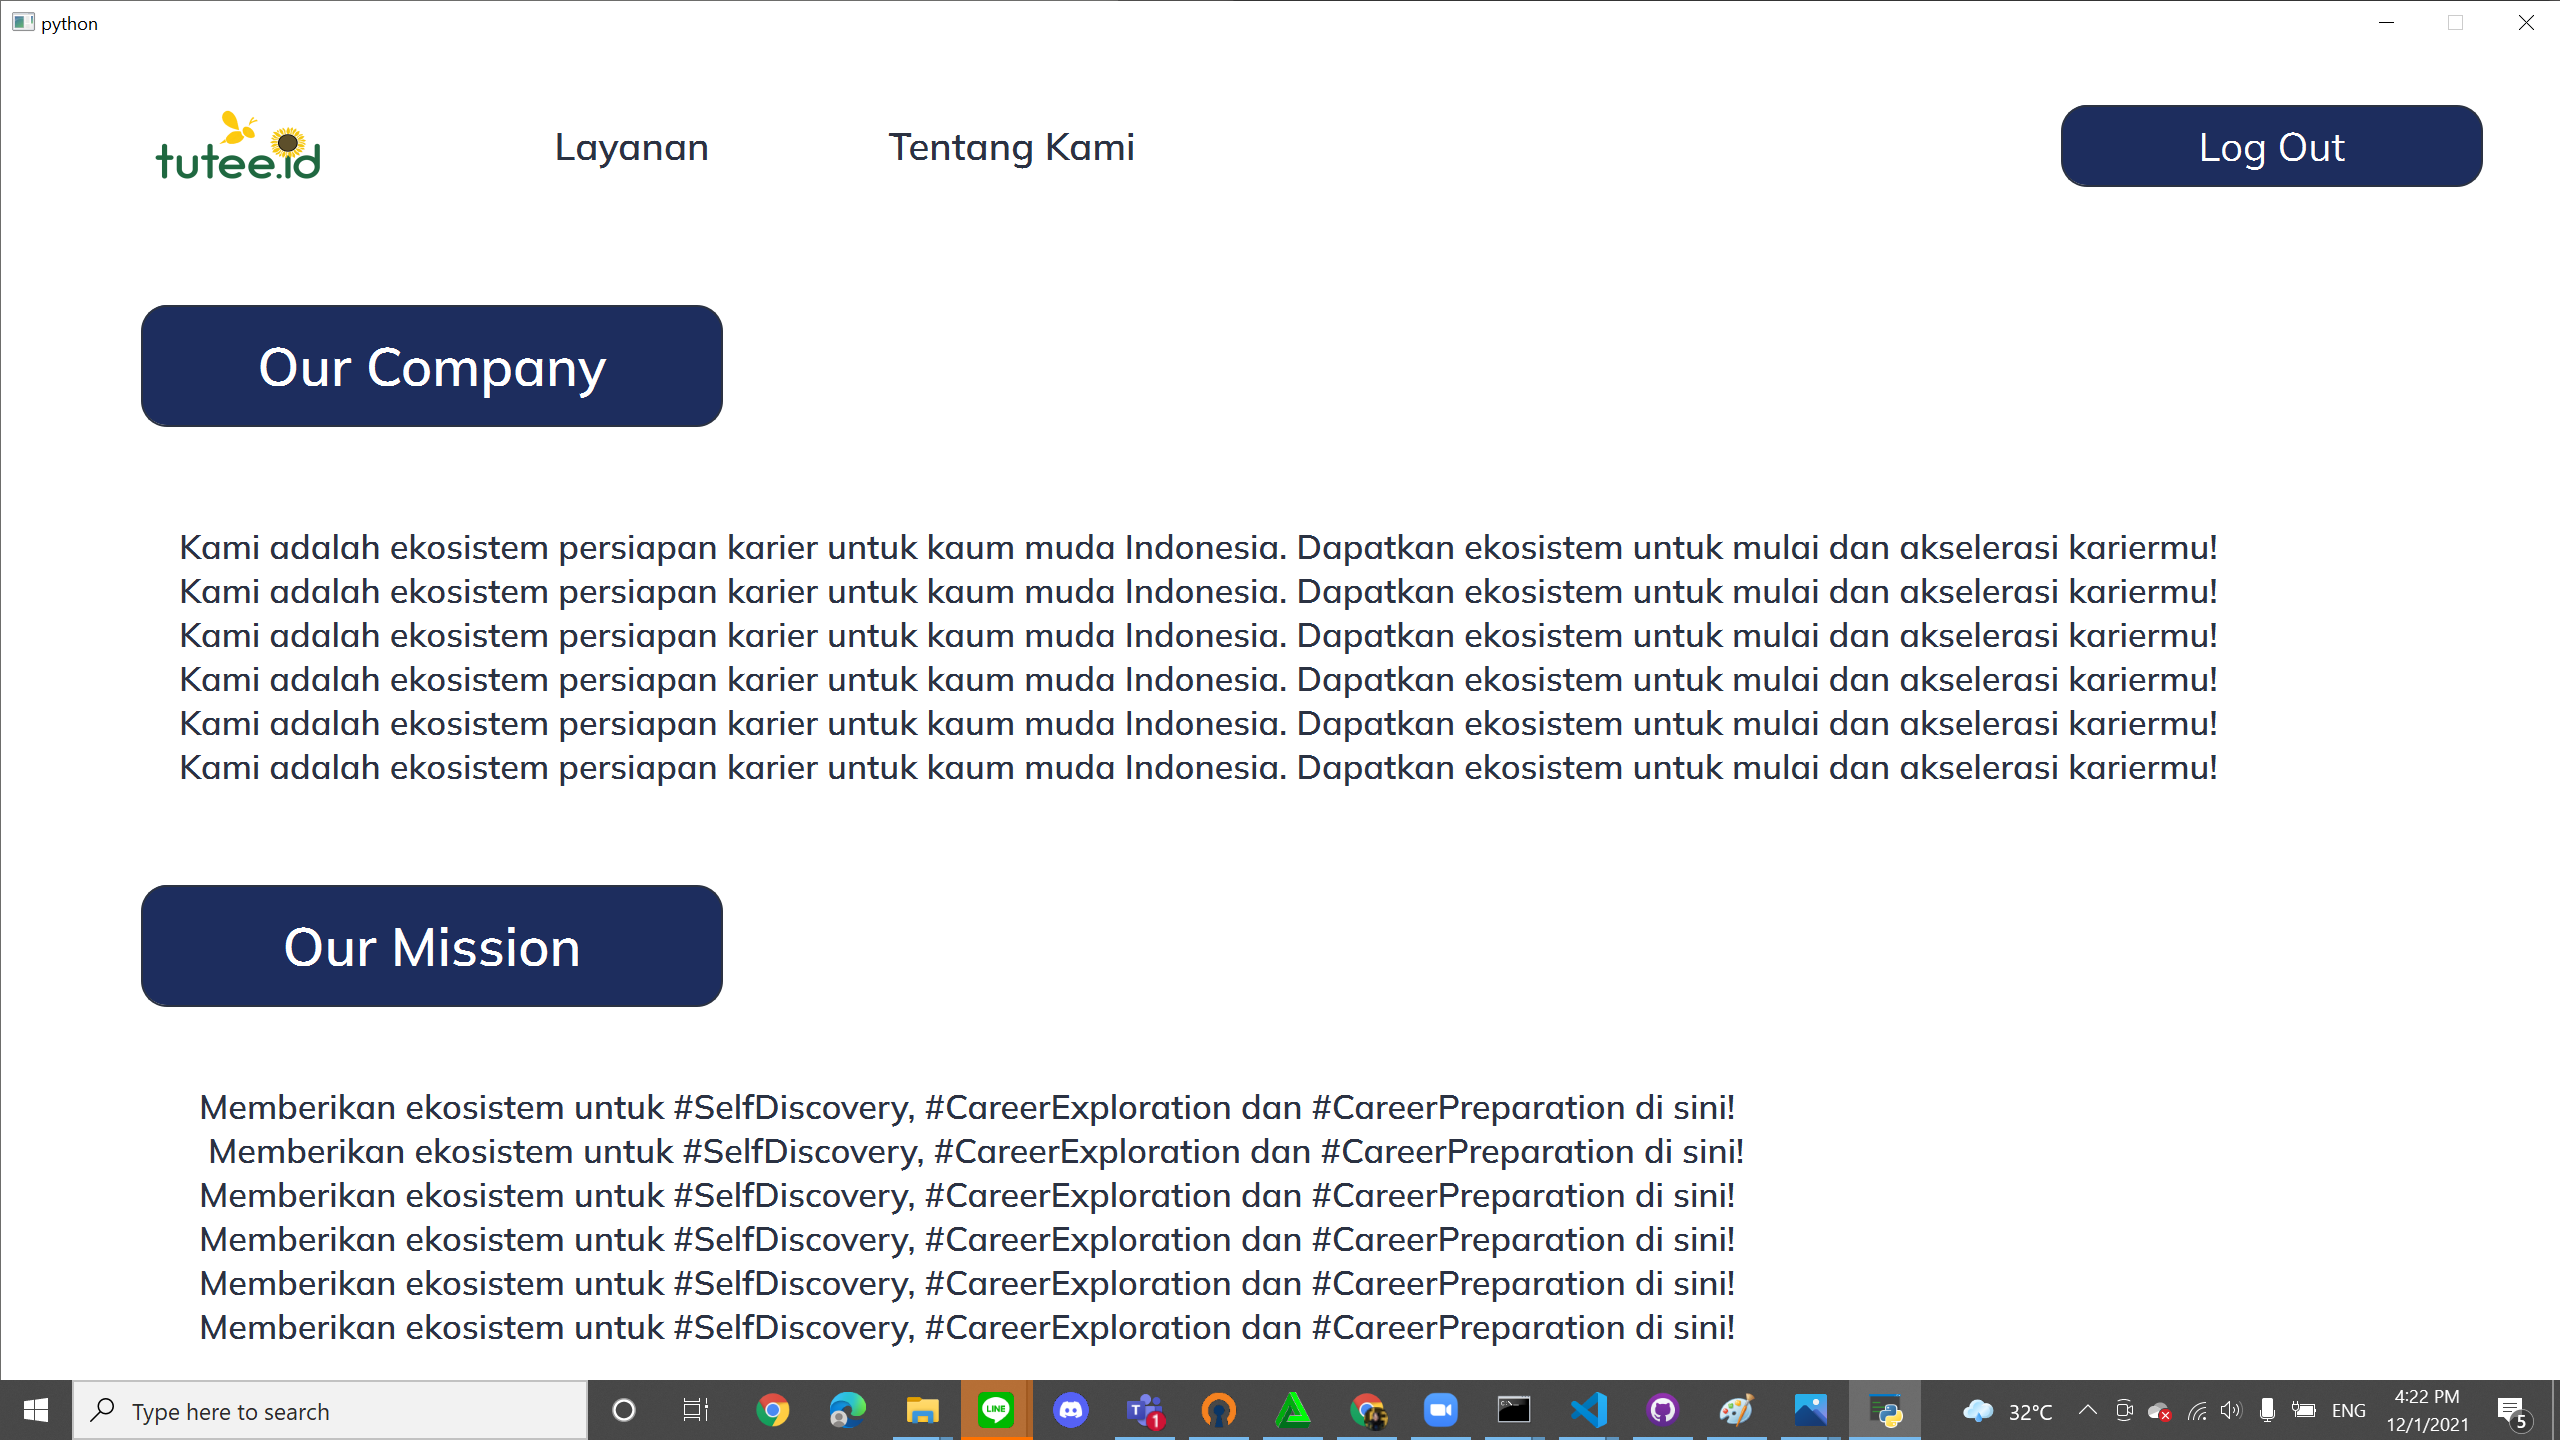 python
tutee.id
Layanan
Tentang Kami
Log Out
Our Company
Kami adalah ekosistem persiapan karier untuk kaum muda Indonesia. Dapatkan ekosistem untuk mulai dan akselerasi kariermu!
Kami adalah ekosistem persiapan karier untuk kaum muda Indonesia. Dapatkan ekosistem untuk mulai dan akselerasi kariermu!
Kami adalah ekosistem persiapan karier untuk kaum muda Indonesia. Dapatkan ekosistem untuk mulai dan akselerasi kariermu!
Kami adalah ekosistem persiapan karier untuk kaum muda Indonesia. Dapatkan ekosistem untuk mulai dan akselerasi kariermu!
Kami adalah ekosistem persiapan karier untuk kaum muda Indonesia. Dapatkan ekosistem untuk mulai dan akselerasi kariermu!
Kami adalah ekosistem persiapan karier untuk kaum muda Indonesia. Dapatkan ekosistem untuk mulai dan akselerasi kariermu!
Our Mission
Memberikan ekosistem untuk #SelfDiscovery, #CareerExploration dan #CareerPreparation di sini!
Memberikan ekosistem untuk #SelfDiscovery, #CareerExploration dan #CareerPreparation di sini!
Memberikan ekosistem untuk #SelfDiscovery, #CareerExploration dan #CareerPreparation di sini!
Memberikan ekosistem untuk #SelfDiscovery, #CareerExploration dan #CareerPreparation di sini!
Memberikan ekosistem untuk #SelfDiscovery, #CareerExploration dan #CareerPreparation di sini!
Memberikan ekosistem untuk #SelfDiscovery, #CareerExploration dan #CareerPreparation di sini!
Type here to search
LINE
T
1
32°C
ENG
4:22 PM
12/1/2021
5